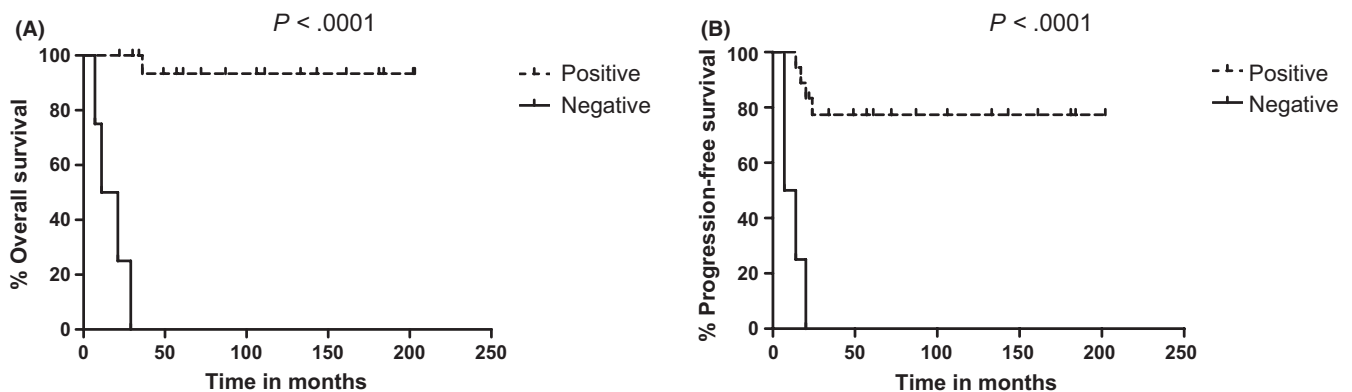 (A)
P < .0001
% Overall survival
100
80
60
40
20
0
0 50 100 150 200 250
Time in months
Positive
Negative
(B)
P < .0001
% Progression-free survival
100
80
60
40
20
0
0 50 100 150 200 250
Time in months
Positive
Negative